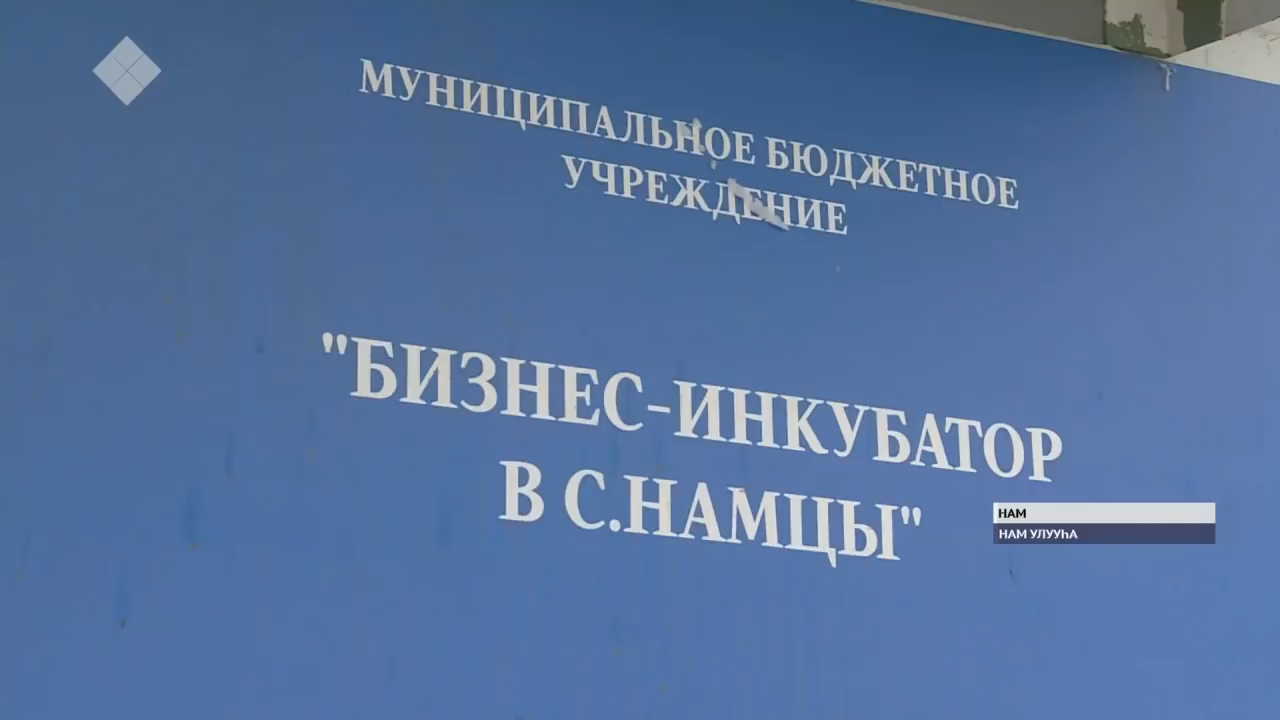 МУНИЦИПАЛЬНОЕ БЮДЖЕТНОЕ
УЧРЕЖДЕНИЕ
"БИЗНЕС-ИНКУБАТОР
В С.НАМЦЫ"
НАМ
НАМ УЛУУҺА